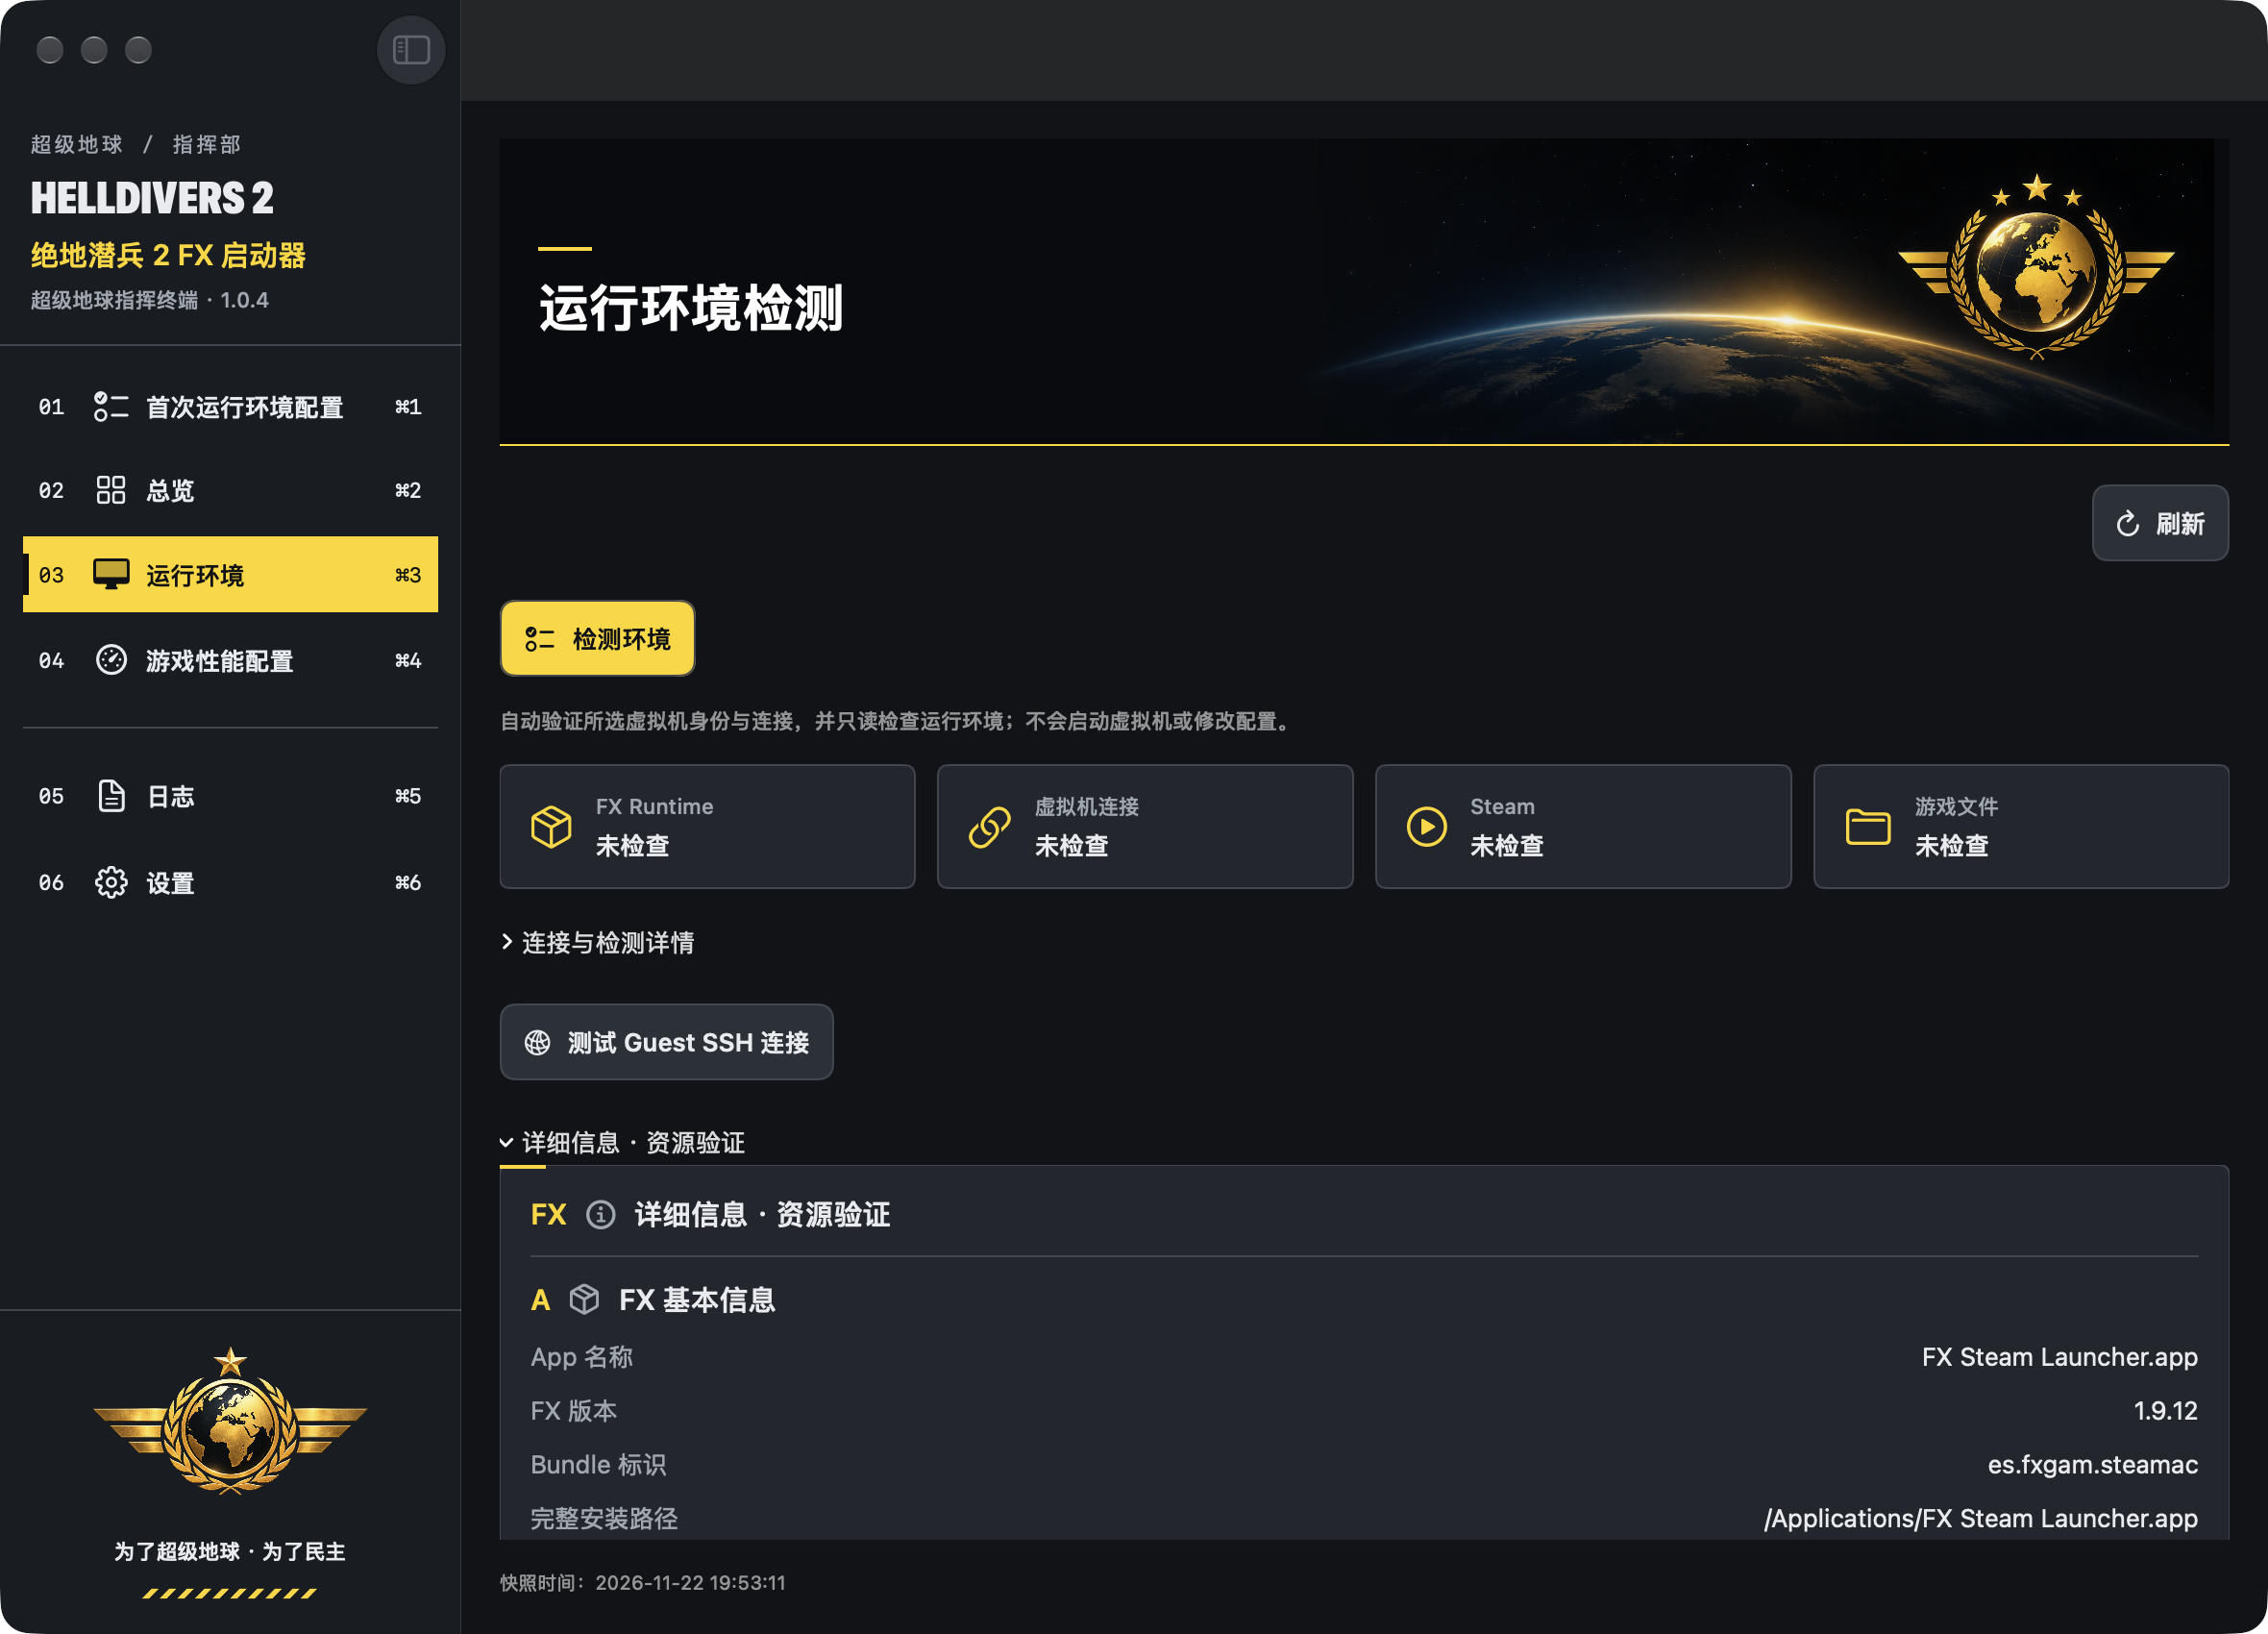 超级地球 / 指挥部
HELLDIVERS 2
绝地潜兵 2 FX 启动器
超级地球指挥终端 · 1.0.4
01 首次运行环境配置 ⌘1
02 总览 ⌘2
03 运行环境 ⌘3
04 游戏性能配置 ⌘4
05 日志 ⌘5
06 设置 ⌘6
为了超级地球 · 为了民主
运行环境检测
刷新
检测环境
自动验证所选虚拟机身份与连接，并只读检查运行环境；不会启动虚拟机或修改配置。
FX Runtime
未检查
虚拟机连接
未检查
Steam
未检查
游戏文件
未检查
连接与检测详情
测试 Guest SSH 连接
详细信息 · 资源验证
FX 详细信息 · 资源验证
A FX 基本信息
App 名称 FX Steam Launcher.app
FX 版本 1.9.12
Bundle 标识 es.fxgam.steamac
完整安装路径 /Applications/FX Steam Launcher.app
快照时间：2026-11-22 19:53:11